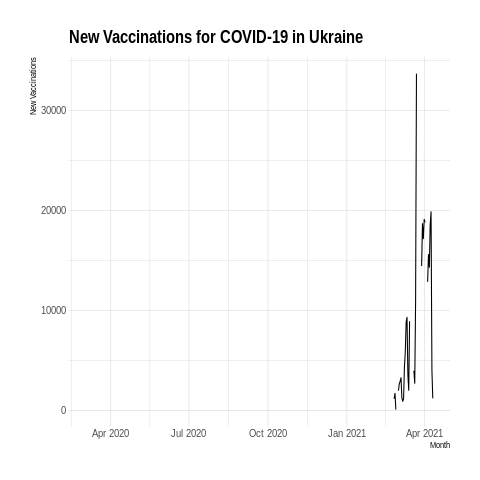 New Vaccinations for COVID-19 in Ukraine
New Vaccinations
30000
20000
10000
0
Apr 2020 Jul 2020 Oct 2020 Jan 2021 Apr 2021
Month